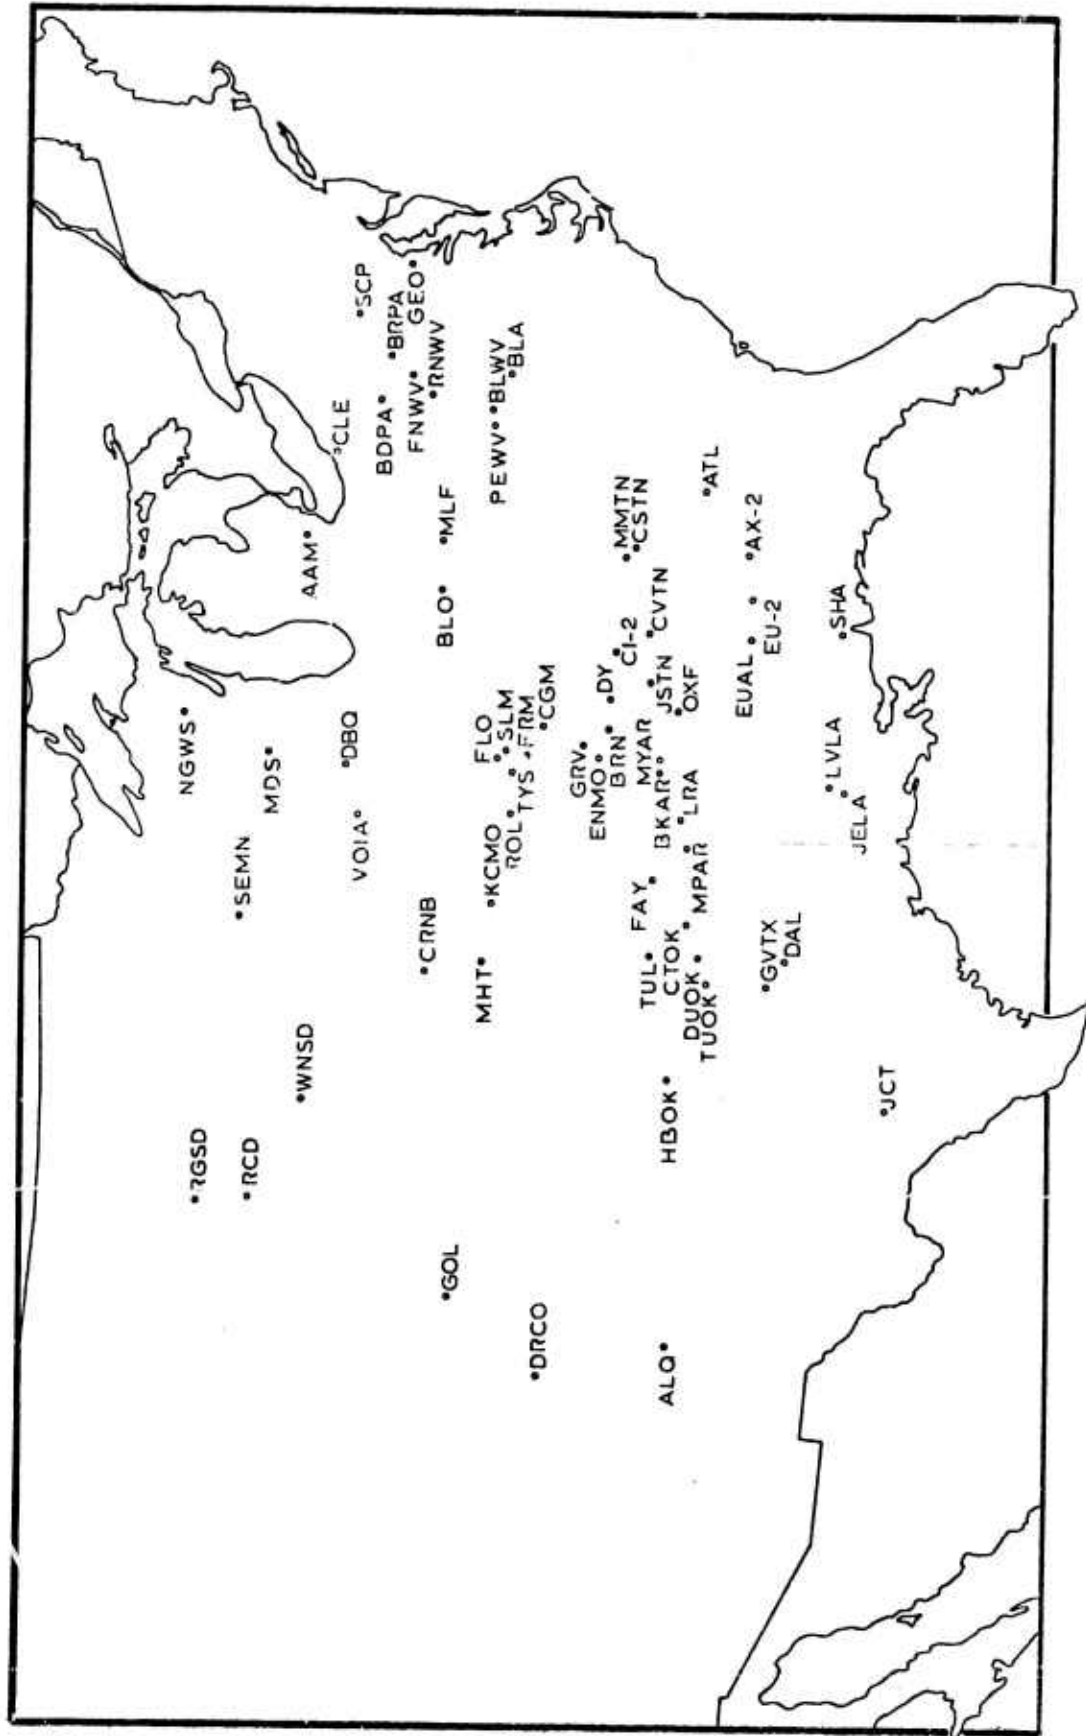 NGWS
SEMN
RGSD
MDS
RCD
AAM
WNSD
CLE
DBQ
VOIA
SCP
BDPA
BRPA
FNWV
GEO
RNWV
CRNB
MLF
BLO
GOL
MHT
KCMO
FLO
SLM
ROL
TYS
FRM
CGM
PEWV
BLWV
BLA
DRCO
GRV
ENMO
BRN
DY
CI-2
MMTN
CSTN
CVTN
JSTN
OXF
MYAR
BKAR
LRA
FAY
MPAR
TUL
CTOK
DUOK
TUOK
HBOK
ALQ
ATL
AX-2
EU-2
EUAL
GVTX
DAL
SHA
LVLA
JELA
JCT